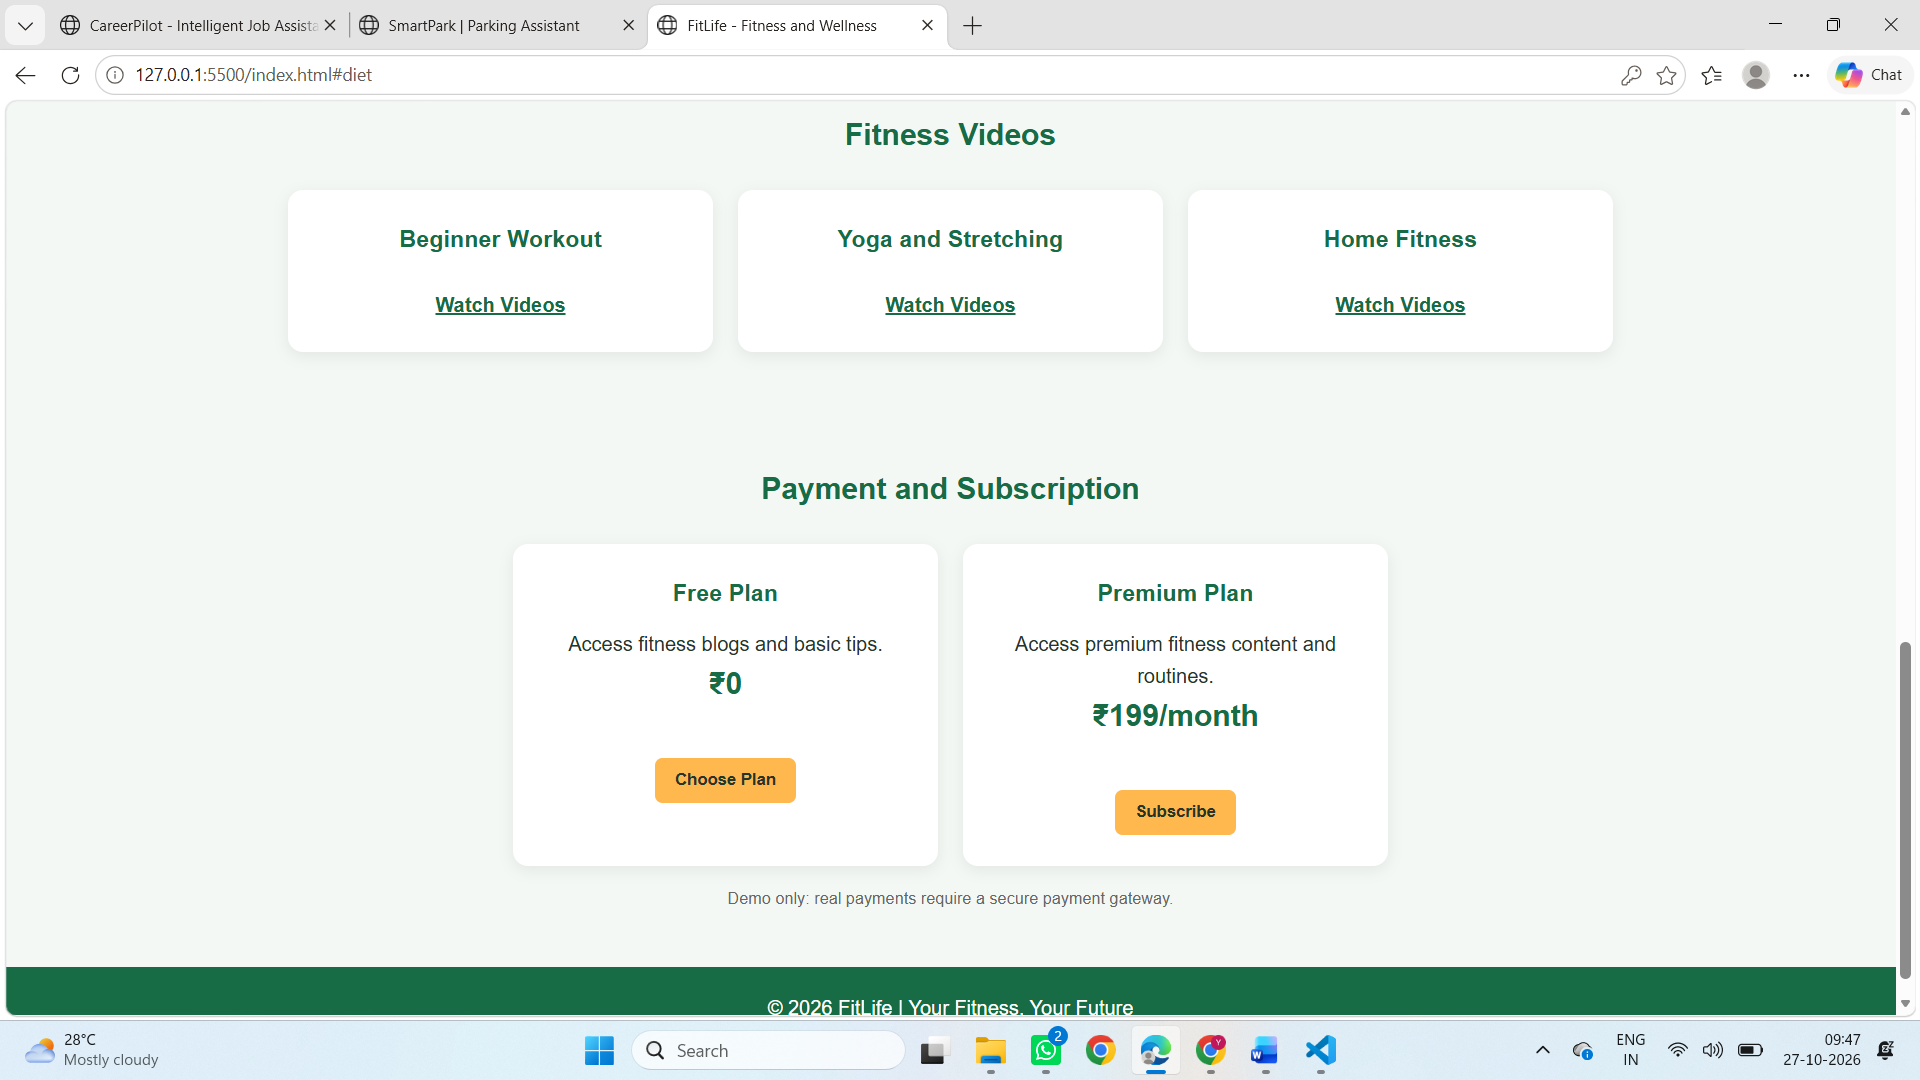 CareerPilot - Intelligent Job Assista
SmartPark | Parking Assistant
FitLife - Fitness and Wellness
127.0.0.1:5500/index.html#diet
Chat
Fitness Videos
Beginner Workout
Watch Videos
Yoga and Stretching
Watch Videos
Home Fitness
Watch Videos
Payment and Subscription
Free Plan
Access fitness blogs and basic tips.
₹0
Choose Plan
Premium Plan
Access premium fitness content and
routines.
₹199/month
Subscribe
Demo only: real payments require a secure payment gateway.
© 2026 FitLife | Your Fitness. Your Future
28°C
Mostly cloudy
Search
2
ENG
IN
09:47
27-10-2026